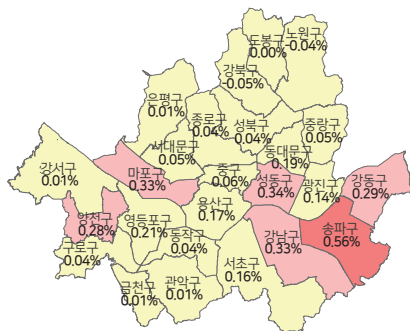 도봉구
0.00%
노원구
-0.04%
강북구
-0.05%
은평구
0.01%
종로구
0.04%
성북구
0.04%
중랑구
0.05%
서대문구
0.05%
동대문구
0.19%
강서구
0.01%
마포구
0.33%
중구
0.06%
성동구
0.34%
광진구
0.14%
강동구
0.29%
양천구
0.28%
영등포구
0.21%
용산구
0.17%
송파구
0.56%
구로구
0.04%
동작구
0.04%
강남구
0.33%
금천구
0.01%
관악구
0.01%
서초구
0.16%